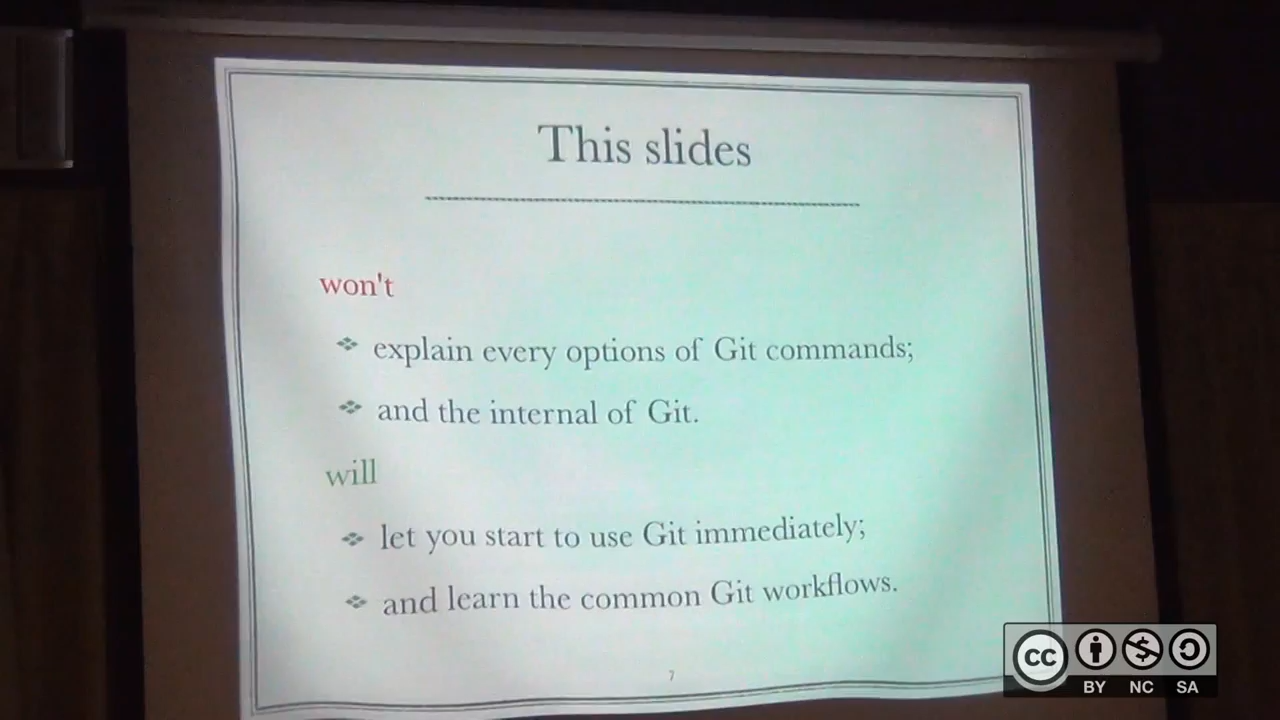 This slides
won't
explain every options of Git commands;
and the internal of Git.
will
let you start to use Git immediately;
and learn the common Git workflows.
7
CC
BY NC SA